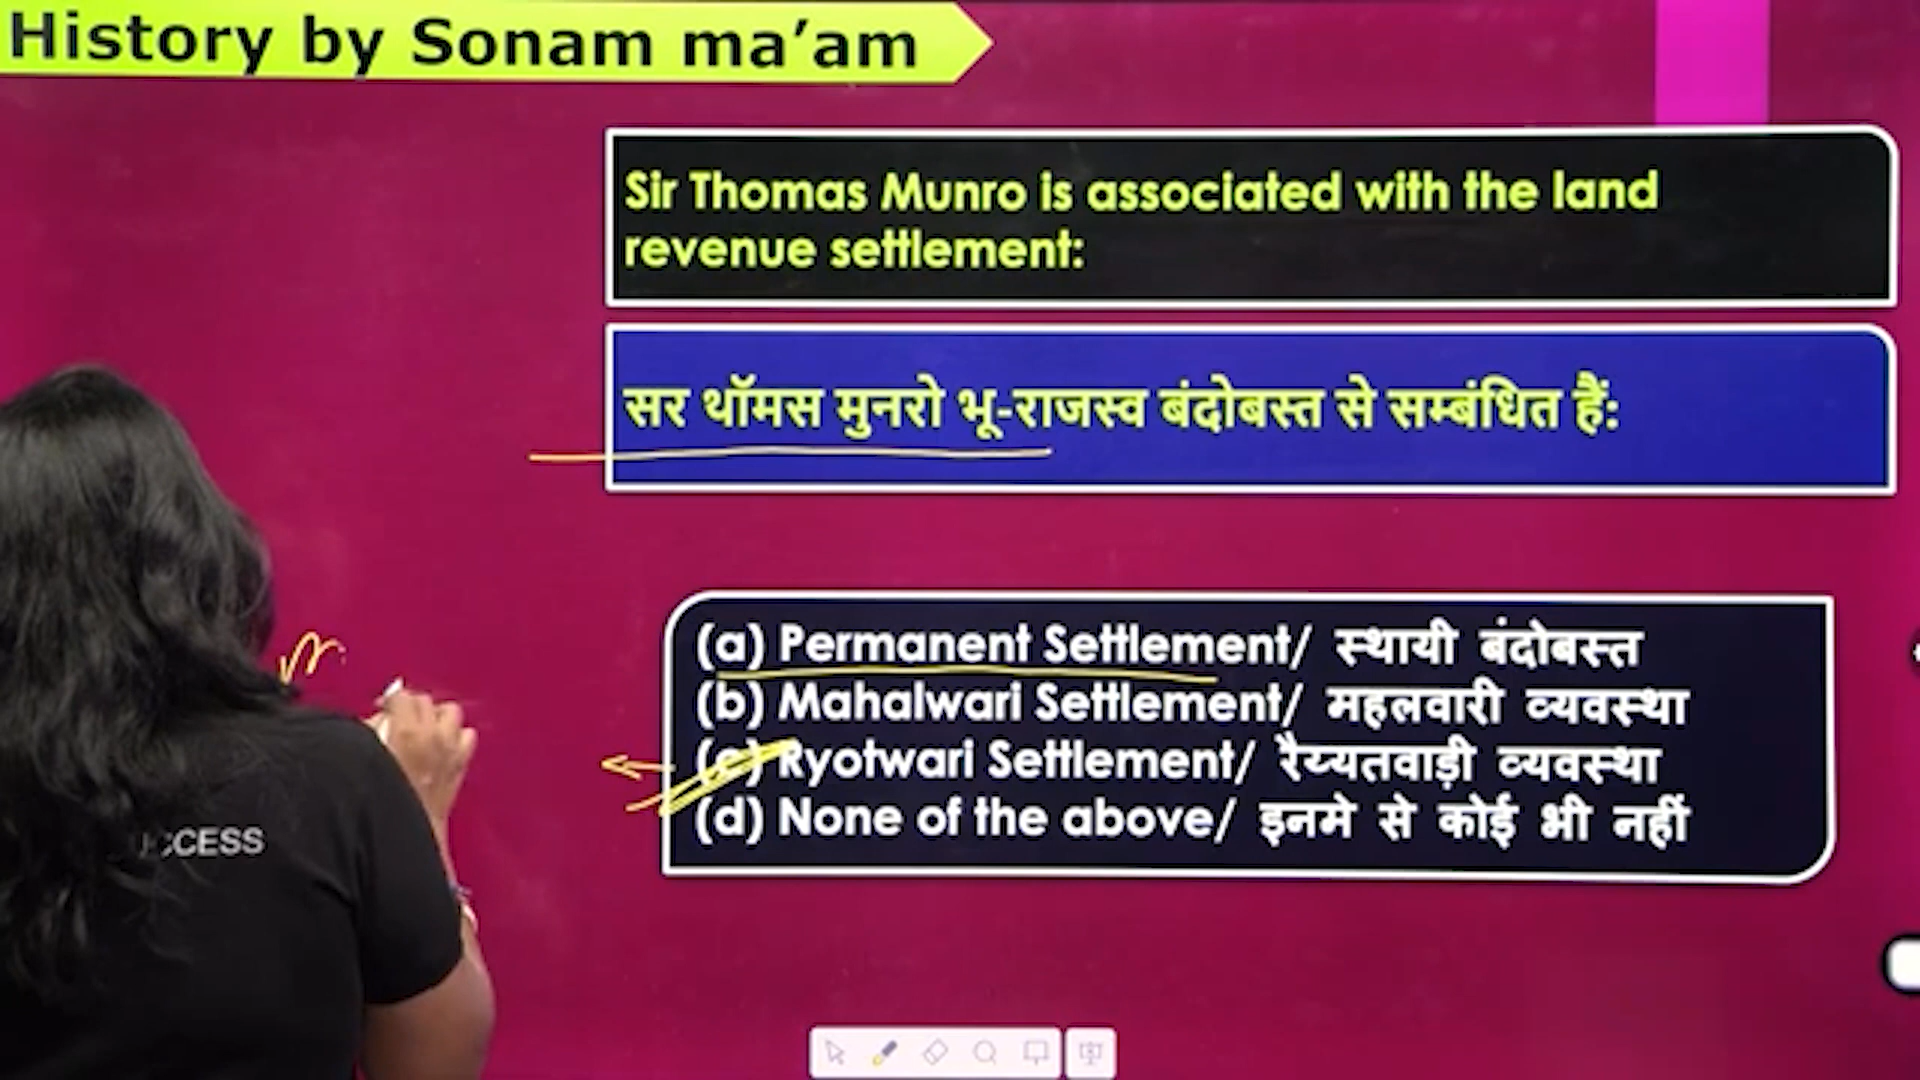 History by Sonam ma’am
Sir Thomas Munro is associated with the land
revenue settlement:
सर थॉमस मुनरो भू-राजस्व बंदोबस्त से सम्बंधित हैं:
(a) Permanent Settlement/ स्थायी बंदोबस्त
(b) Mahalwari Settlement/ महलवारी व्यवस्था
(c) Ryotwari Settlement/ रैय्यतवाड़ी व्यवस्था
(d) None of the above/ इनमे से कोई भी नहीं